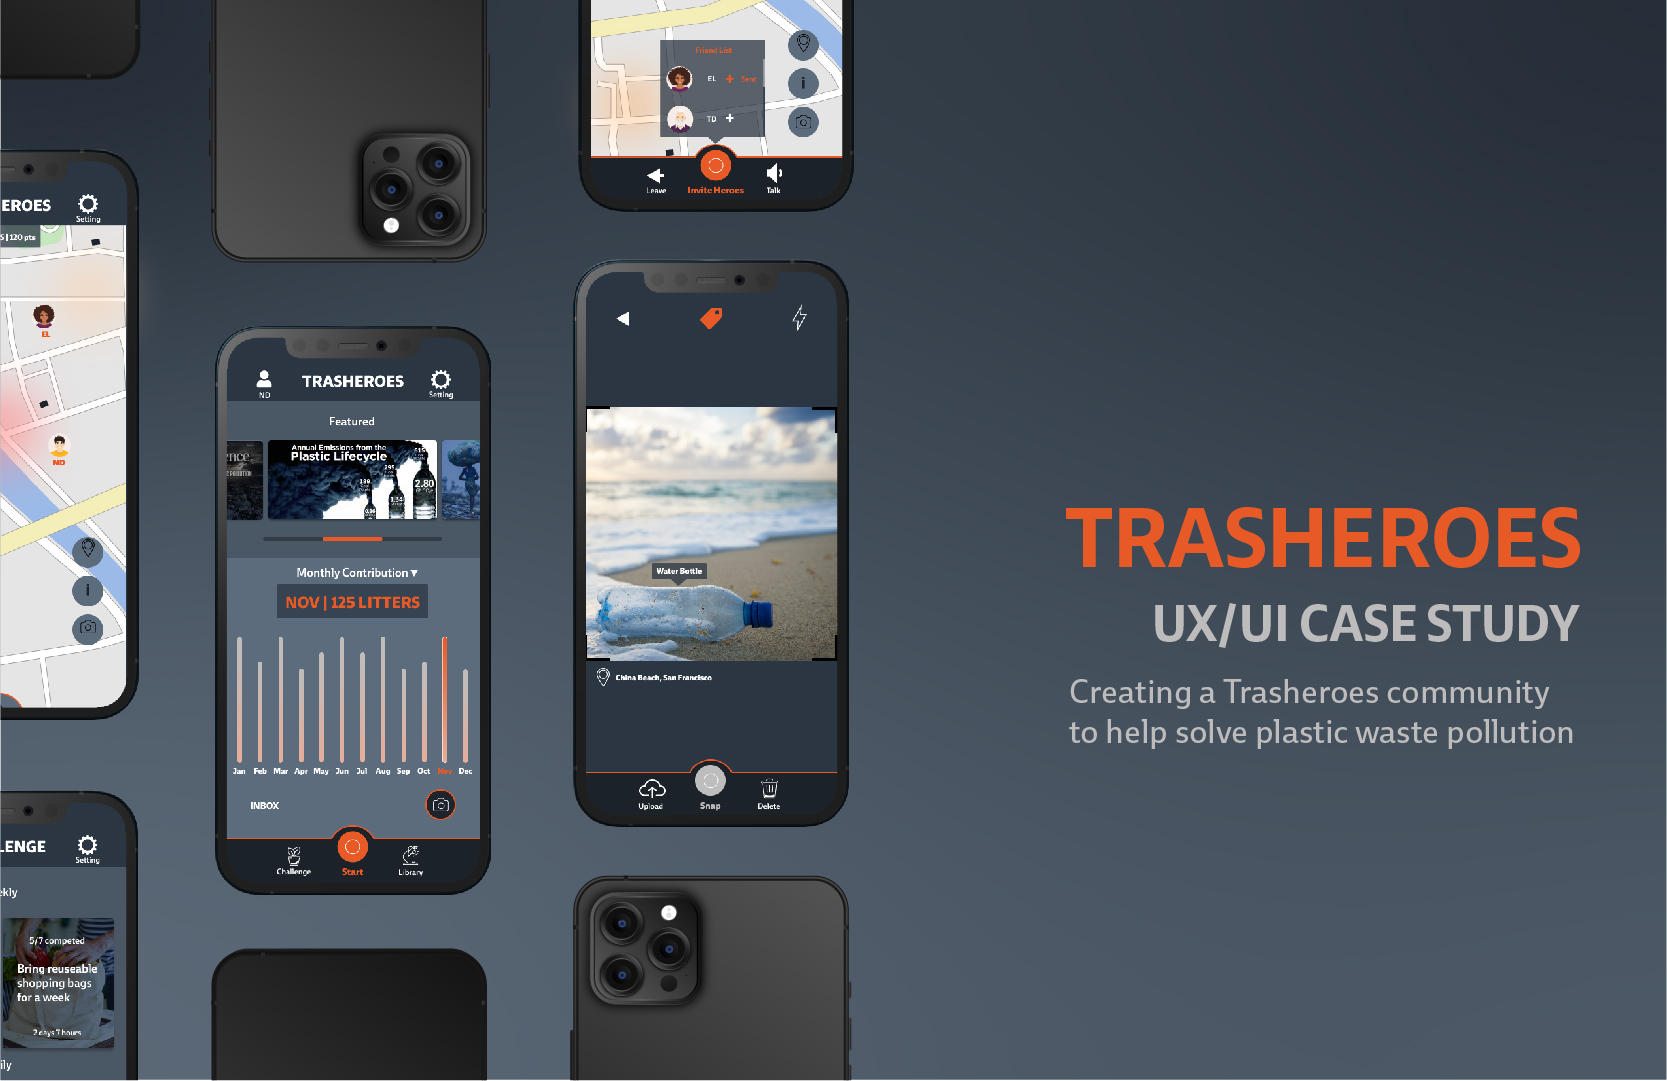 EROES
Setting
S | 120 pts
EL
ND
LENGE
Setting
ekly
5/7 competed
Bring reuseable
shopping bags
for a week
2 days 7 hours
ily
ND
TRASHEROES
Setting
Featured
nce
Annual Emissions from the
Plastic Lifecycle
2.80
Monthly Contribution ▼
NOV | 125 LITTERS
Jan Feb Mar Apr May Jun Jul Aug Sep Oct Nov Dec
INBOX
Challenge
Start
Library
Friend List
EL + Sent
TD +
i
Leave
Invite Heroes
Talk
Water Bottle
China Beach, San Francisco
Upload
Snap
Delete
TRASHEROES
UX/UI CASE STUDY
Creating a Trasheroes community
to help solve plastic waste pollution